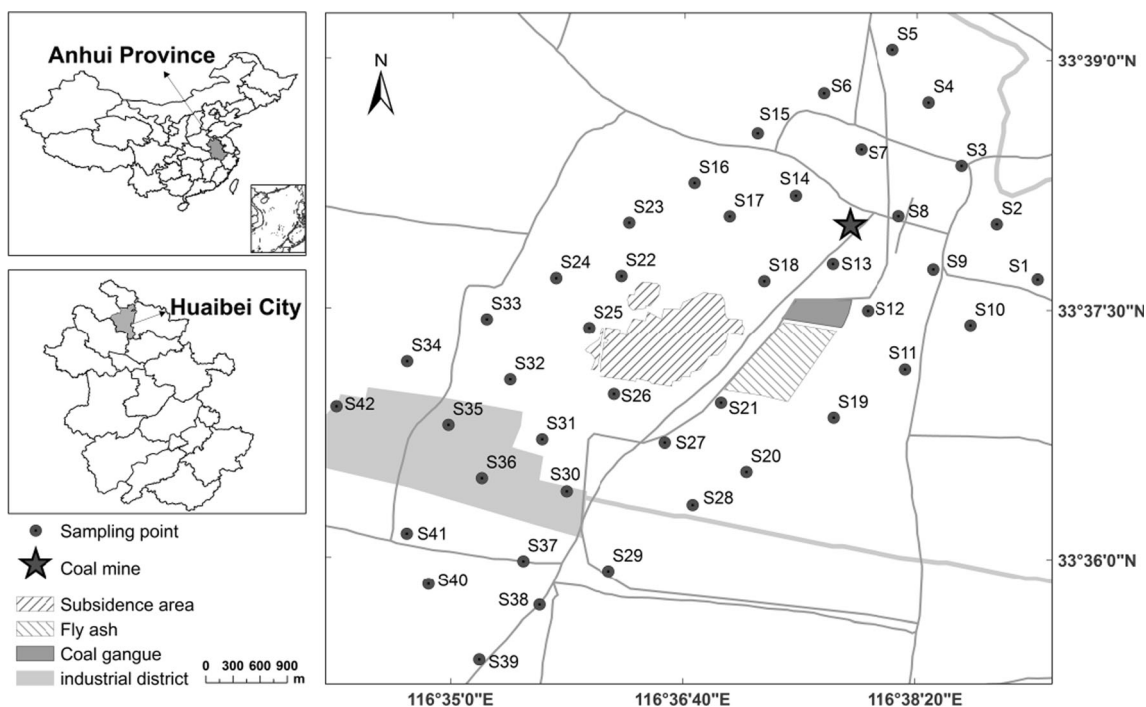 Anhui Province
Huaibei City
Sampling point
Coal mine
Subsidence area
Fly ash
Coal gangue
industrial district
0 300 600 900
m
N
S5
33°39'0"N
S6
S4
S15
S7
S3
S16
S14
S17
S8
S2
S23
S13
S9
S1
S24
S22
S18
S33
S25
S12
S10
33°37'30"N
S34
S11
S32
S42
S26
S21
S19
S35
S31
S27
S36
S30
S20
S28
S41
S37
S29
33°36'0"N
S40
S38
S39
116°35'0"E
116°36'40"E
116°38'20"E